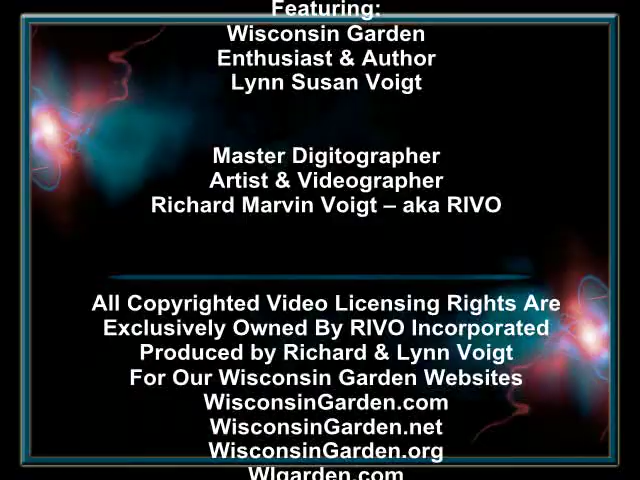 Featuring:
Wisconsin Garden
Enthusiast & Author
Lynn Susan Voigt
Master Digitographer
Artist & Videographer
Richard Marvin Voigt – aka RIVO
All Copyrighted Video Licensing Rights Are
Exclusively Owned By RIVO Incorporated
Produced by Richard & Lynn Voigt
For Our Wisconsin Garden Websites
WisconsinGarden.com
WisconsinGarden.net
WisconsinGarden.org
WIgarden.com